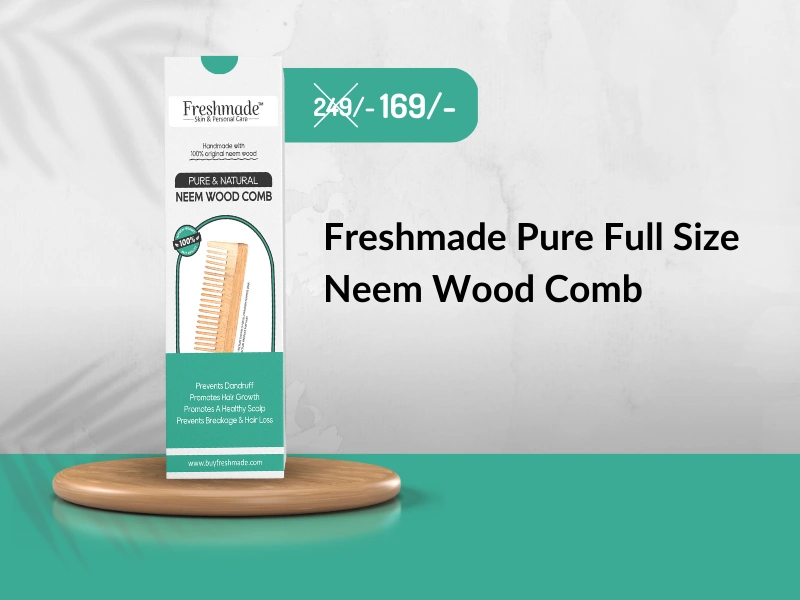 249/- 169/-
Freshmade™
Skin & Personal Care
Handmade with
100% original neem wood
PURE & NATURAL
NEEM WOOD COMB
100%
Prevents Dandruff
Promotes Hair Growth
Promotes A Healthy Scalp
Prevents Breakage & Hair Loss
www.buyfreshmade.com
Freshmade Pure Full Size
Neem Wood Comb